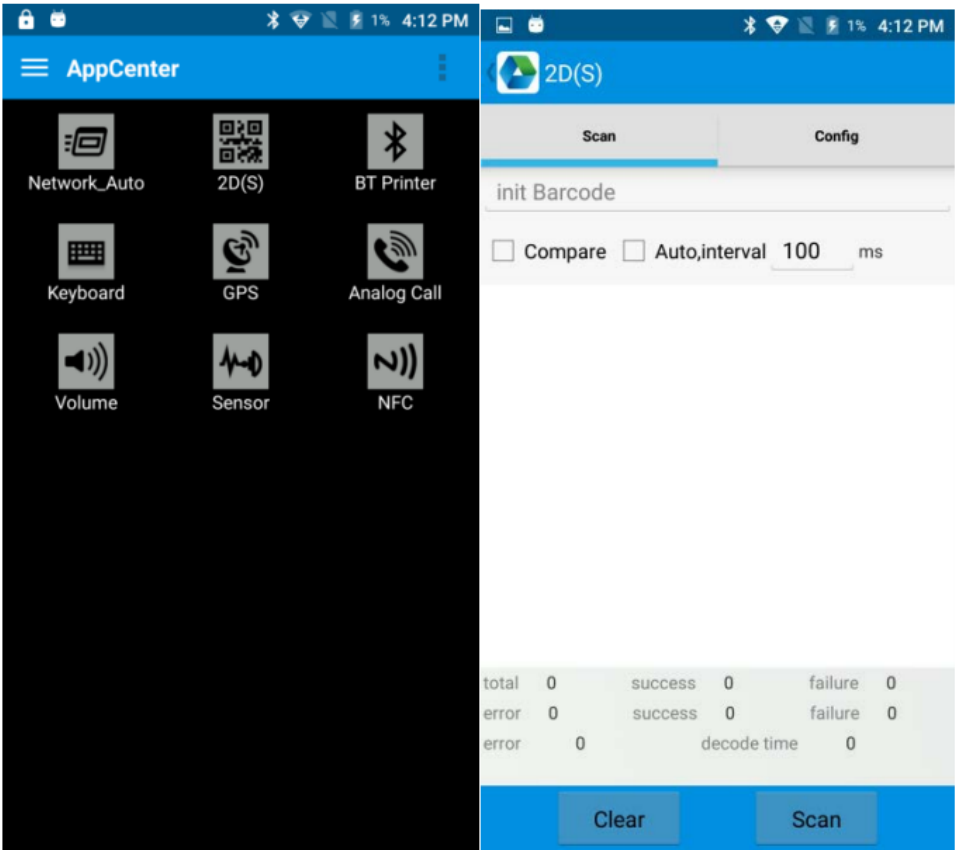 1% 4:12 PM
AppCenter
Network_Auto
2D(S)
BT Printer
Keyboard
GPS
Analog Call
Volume
Sensor
NFC
1% 4:12 PM
2D(S)
Scan
Config
init Barcode
Compare Auto,interval 100 ms
total 0 success 0 failure 0
error 0 success 0 failure 0
error 0 decode time 0
Clear
Scan